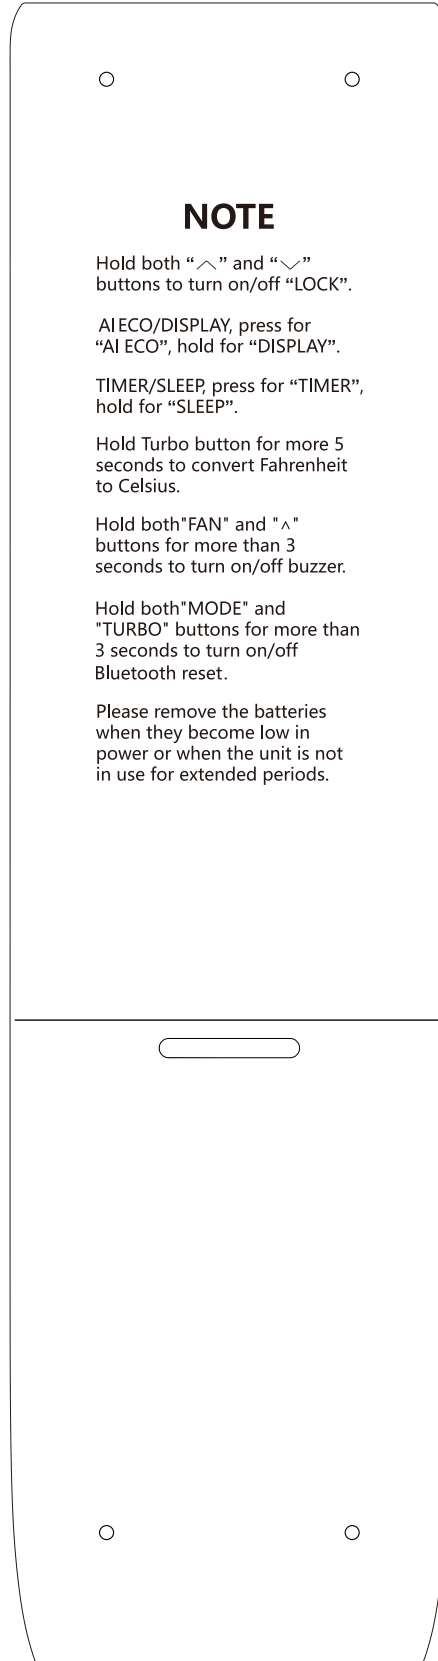 NOTE
Hold both “︿” and “﹀”
buttons to turn on/off “LOCK”.
AI ECO/DISPLAY, press for
“AI ECO”, hold for “DISPLAY”.
TIMER/SLEEP, press for “TIMER”,
hold for “SLEEP”.
Hold Turbo button for more 5
seconds to convert Fahrenheit
to Celsius.
Hold both"FAN" and "^"
buttons for more than 3
seconds to turn on/off buzzer.
Hold both"MODE" and
"TURBO" buttons for more than
3 seconds to turn on/off
Bluetooth reset.
Please remove the batteries
when they become low in
power or when the unit is not
in use for extended periods.